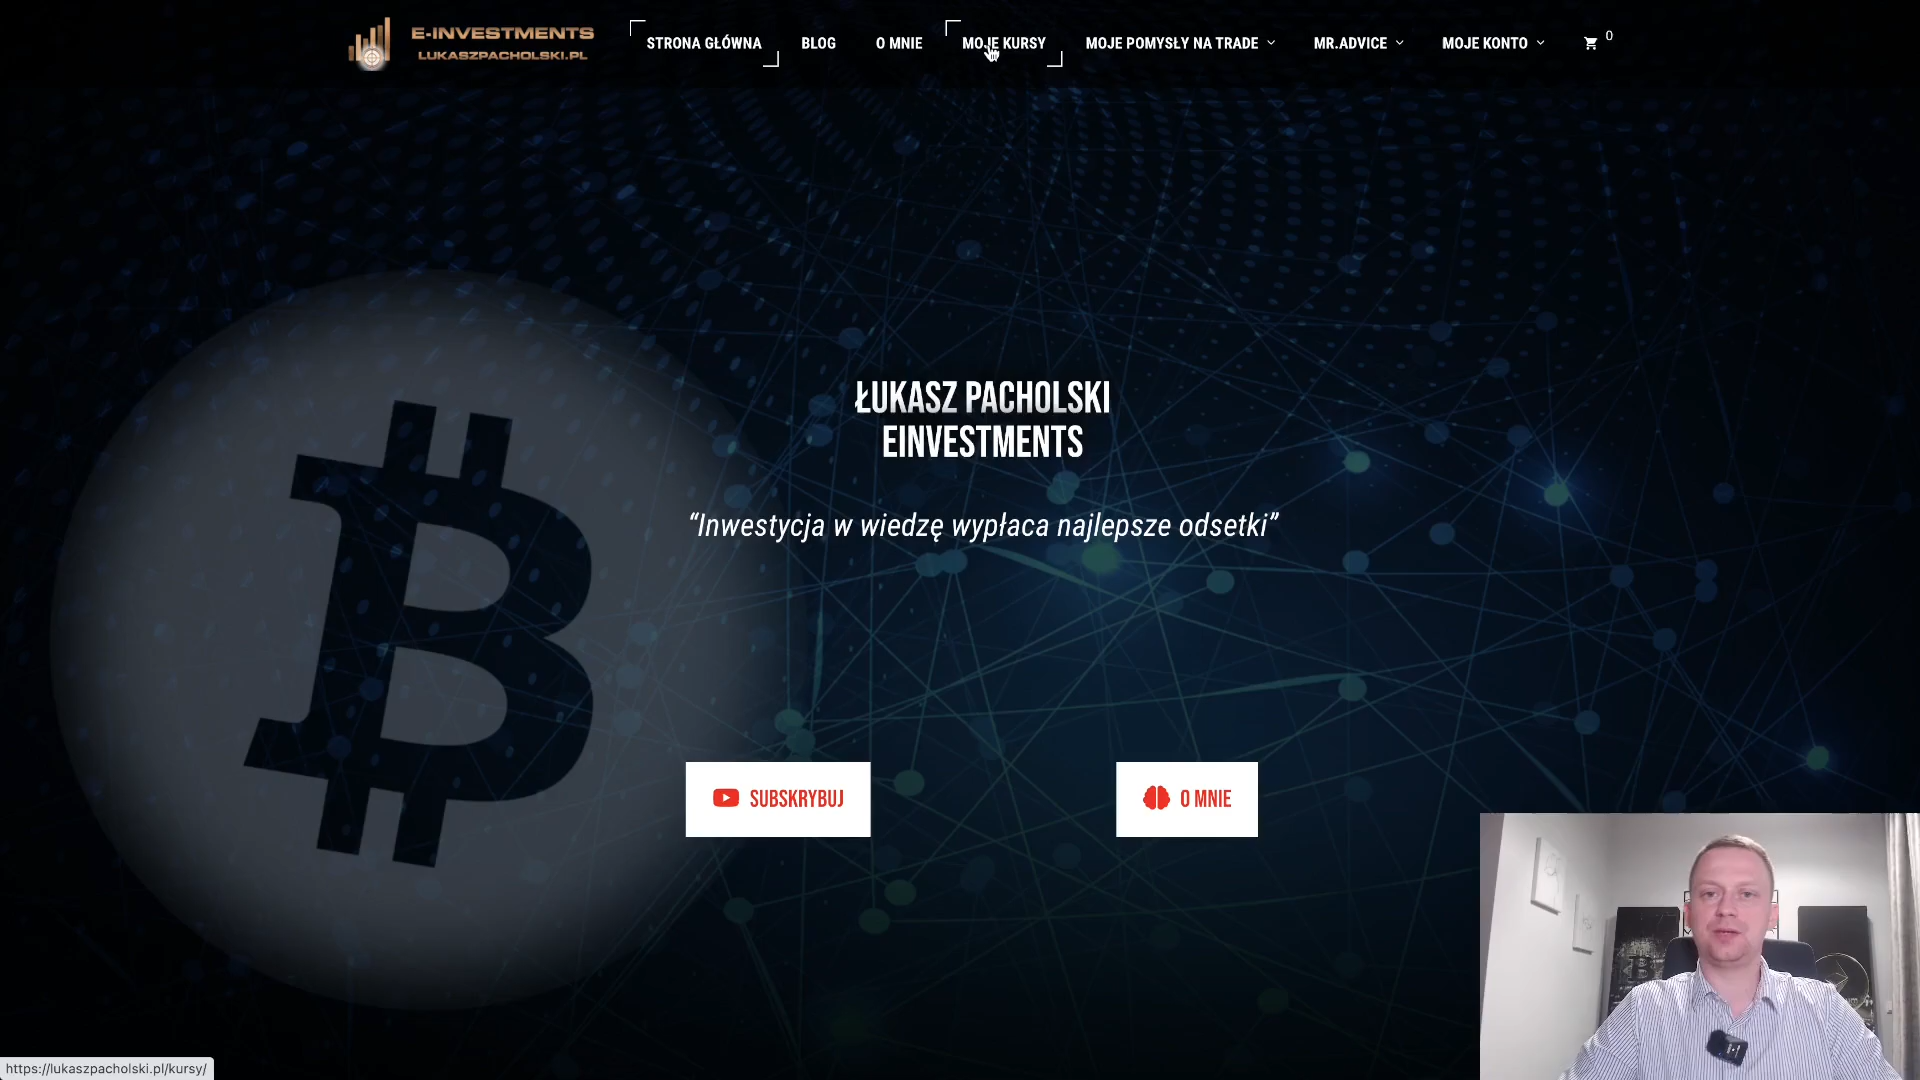 E-INVESTMENTS
LUKASZPACHOLSKI.PL
STRONA GŁÓWNA
BLOG
O MNIE
MOJE KURSY
MOJE POMYSŁY NA TRADE
MR.ADVICE
MOJE KONTO
0
ŁUKASZ PACHOLSKI
EINVESTMENTS
“Inwestycja w wiedzę wypłaca najlepsze odsetki”
SUBSKRYBUJ
O MNIE
https://lukaszpacholski.pl/kursy/